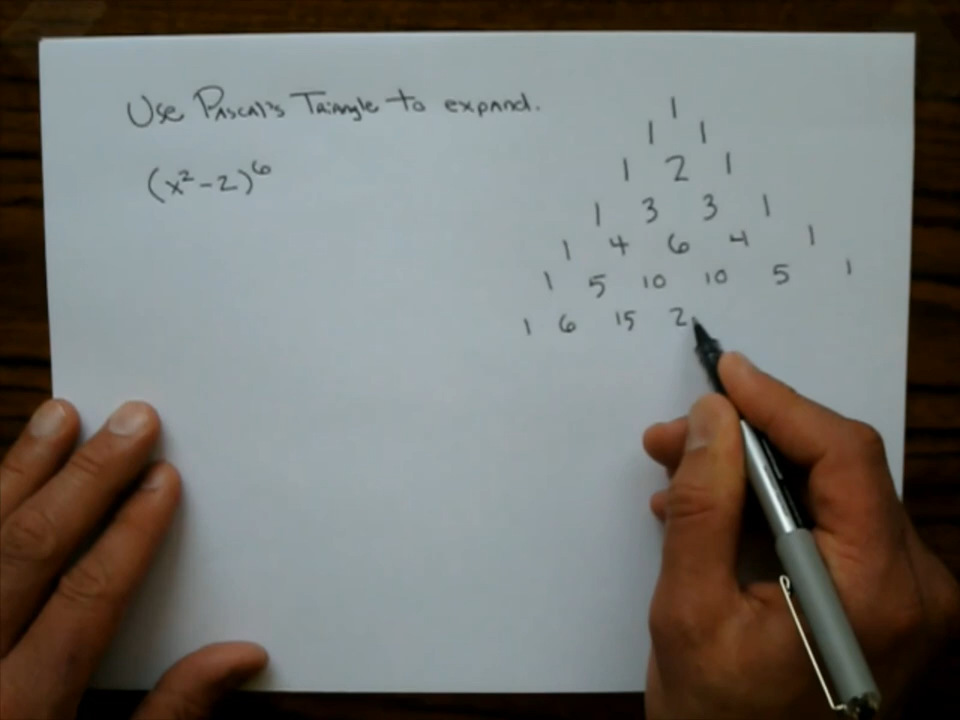 Use Pascal's Triangle to expand.
(x² - 2)⁶
1
1 1
1 2 1
1 3 3 1
1 4 6 4 1
1 5 10 10 5 1
1 6 15 2